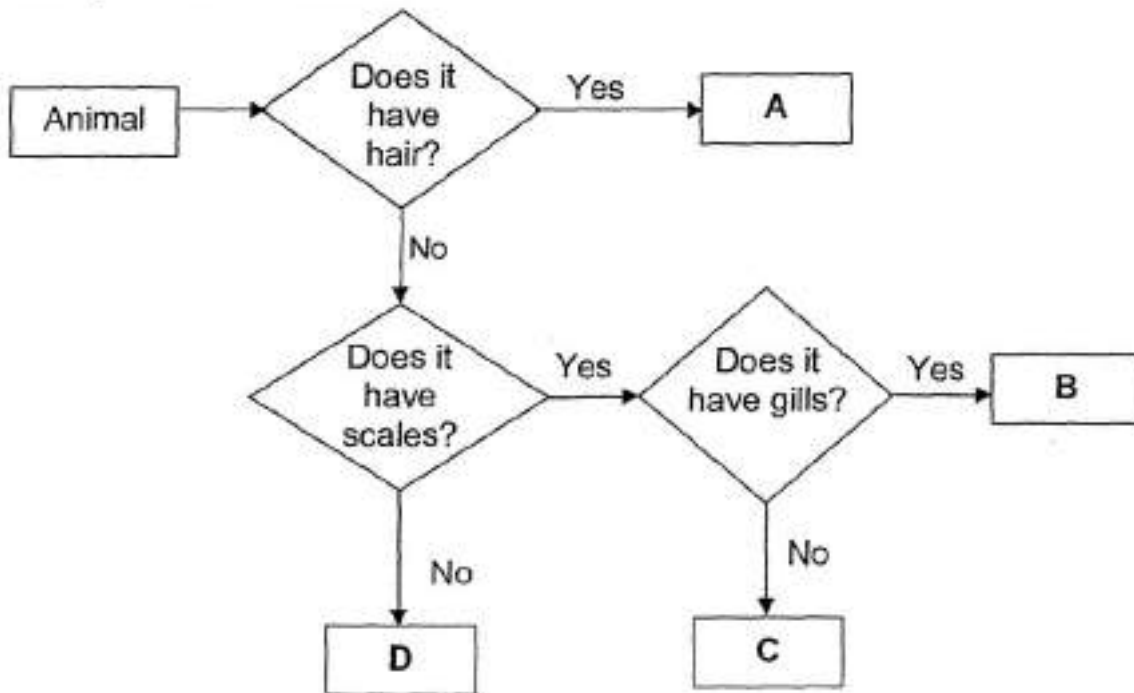 Animal
Does it
have
hair?
Yes
A
No
Does it
have
scales?
Yes
Does it
have gills?
Yes
B
No
D
No
C